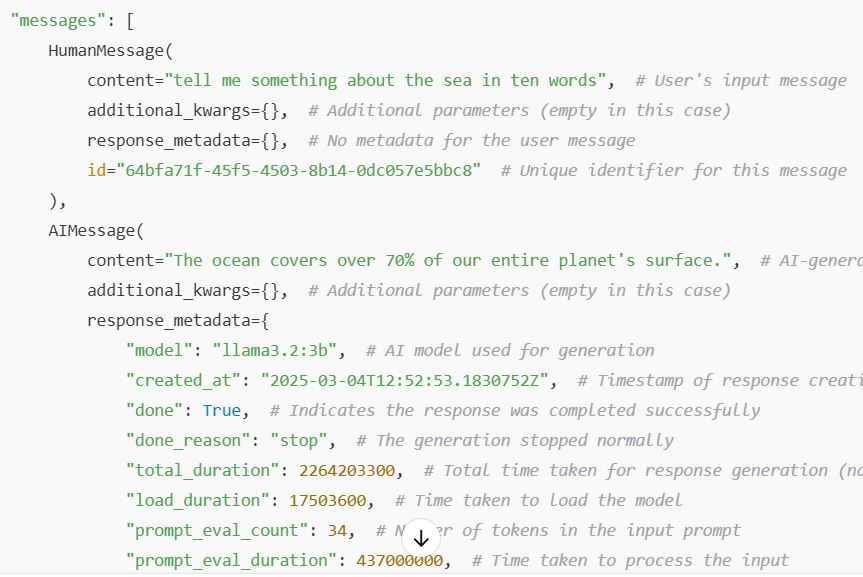 "messages": [
HumanMessage(
content="tell me something about the sea in ten words",  # User's input message
additional_kwargs={},  # Additional parameters (empty in this case)
response_metadata={},  # No metadata for the user message
id="64bfa71f-45f5-4503-8b14-0dc057e5bbc8"  # Unique identifier for this message
),
AIMessage(
content="The ocean covers over 70% of our entire planet's surface.",  # AI-genera
additional_kwargs={},  # Additional parameters (empty in this case)
response_metadata={
"model": "llama3.2:3b",  # AI model used for generation
"created_at": "2025-03-04T12:52:53.1830752Z",  # Timestamp of response creati
"done": True,  # Indicates the response was completed successfully
"done_reason": "stop",  # The generation stopped normally
"total_duration": 2264203300,  # Total time taken for response generation (na
"load_duration": 17503600,  # Time taken to load the model
"prompt_eval_count": 34,  # of tokens in the input prompt
"prompt_eval_duration": 437000000,  # Time taken to process the input